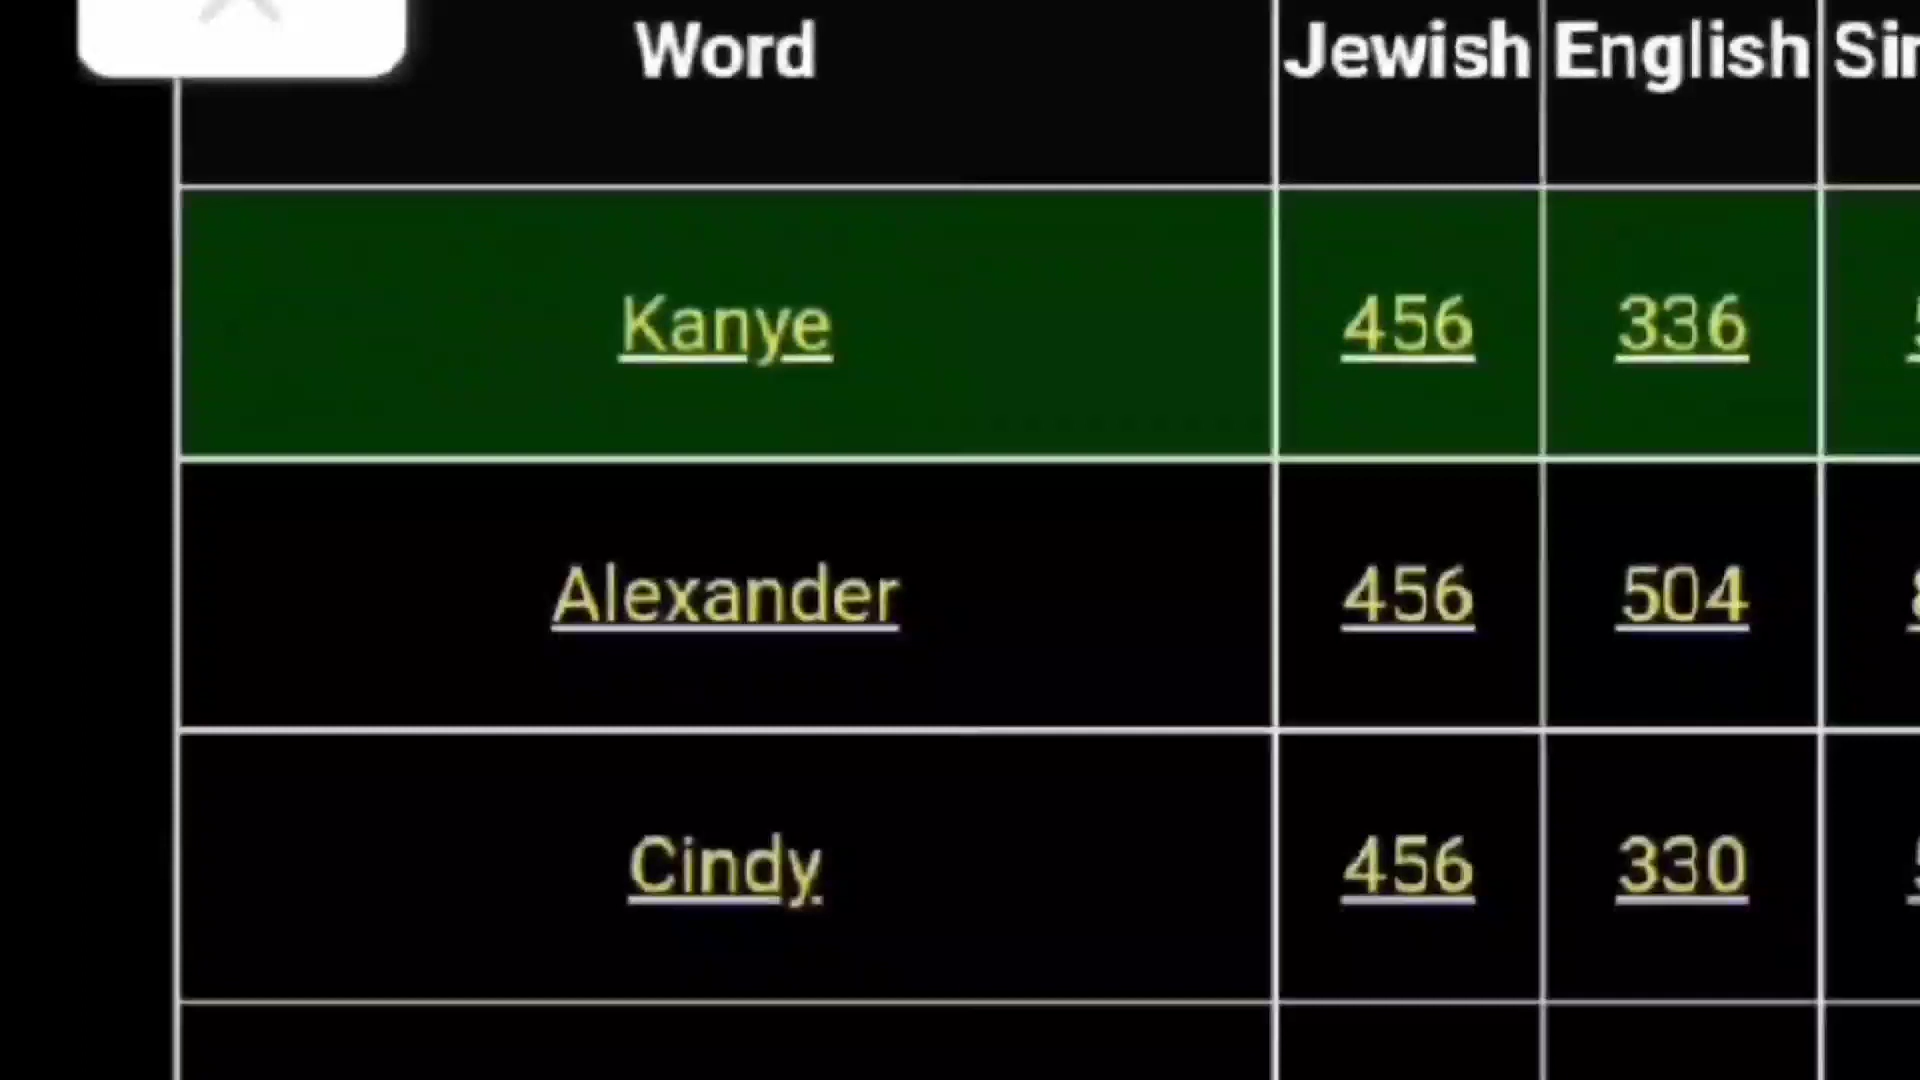 Word Jewish English
Kanye 456 336
Alexander 456 504
Cindy 456 330